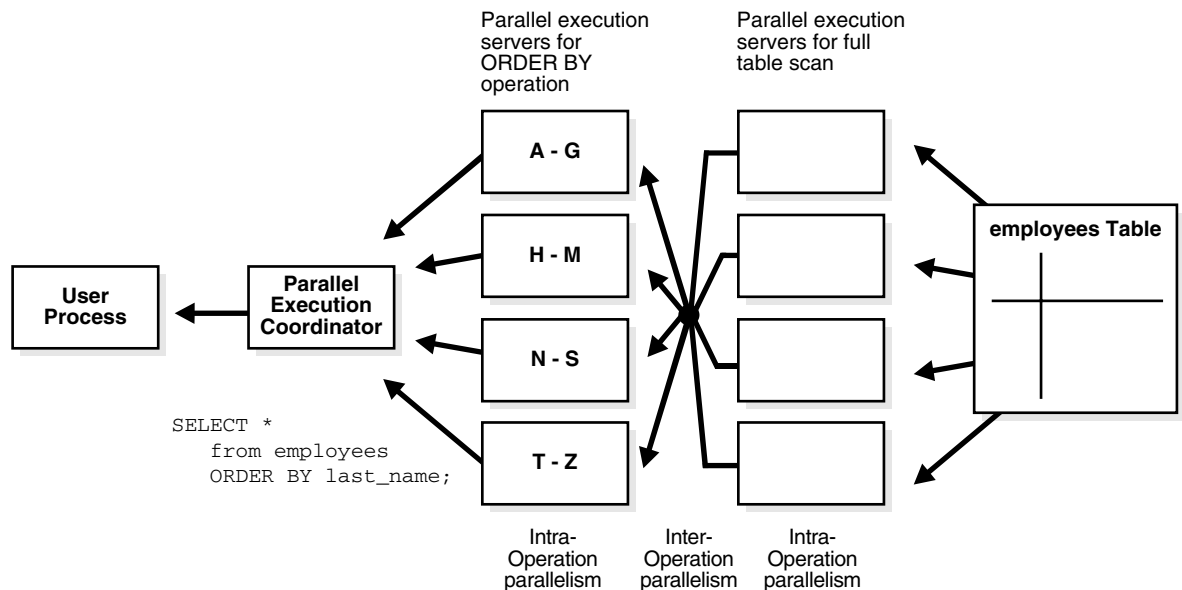 Parallel execution
servers for
ORDER BY
operation
Parallel execution
servers for full
table scan
A - G
H - M
N - S
T - Z
employees Table
User
Process
Parallel
Execution
Coordinator
SELECT *
from employees
ORDER BY last_name;
Intra-
Operation
parallelism
Inter-
Operation
parallelism
Intra-
Operation
parallelism